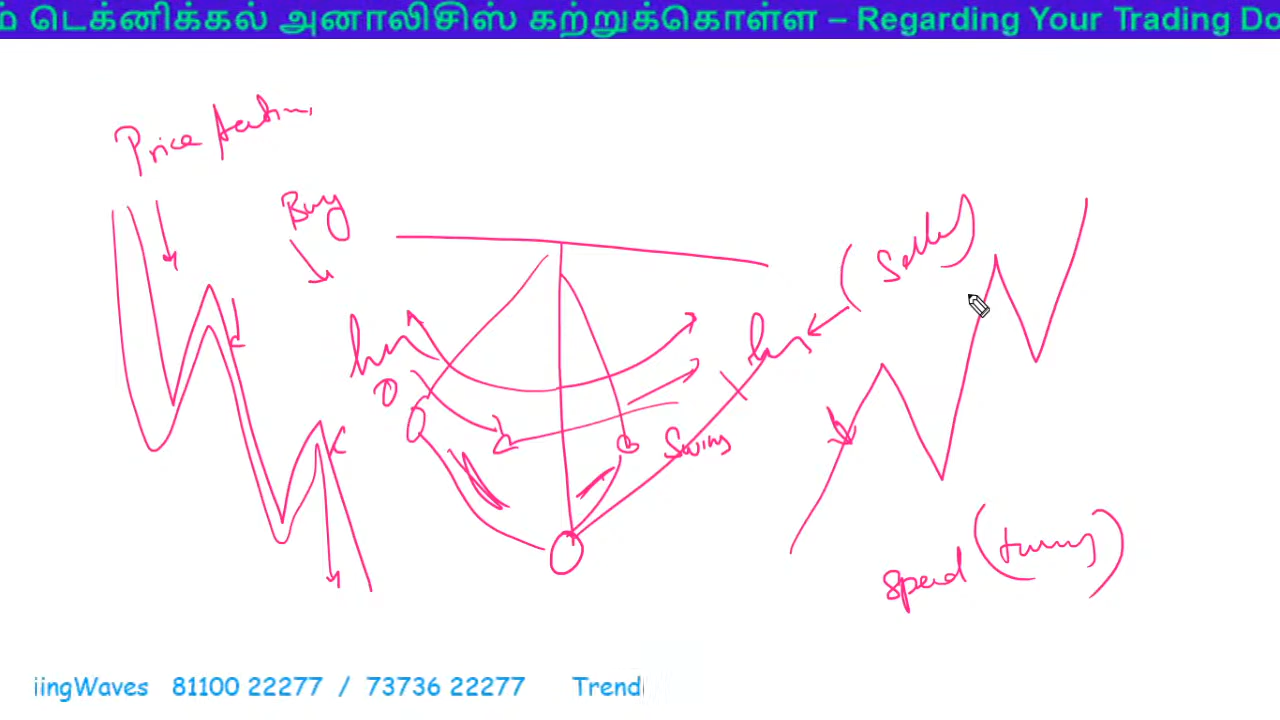 ம் டெக்னிக்கல் அனாலிசிஸ் கற்றுக்கொள்ள – Regarding Your Trading Do
Price Action
Buy
(Seller)
Swing
speed (timing)
iingWaves 81100 22277 / 73736 22277 Trend